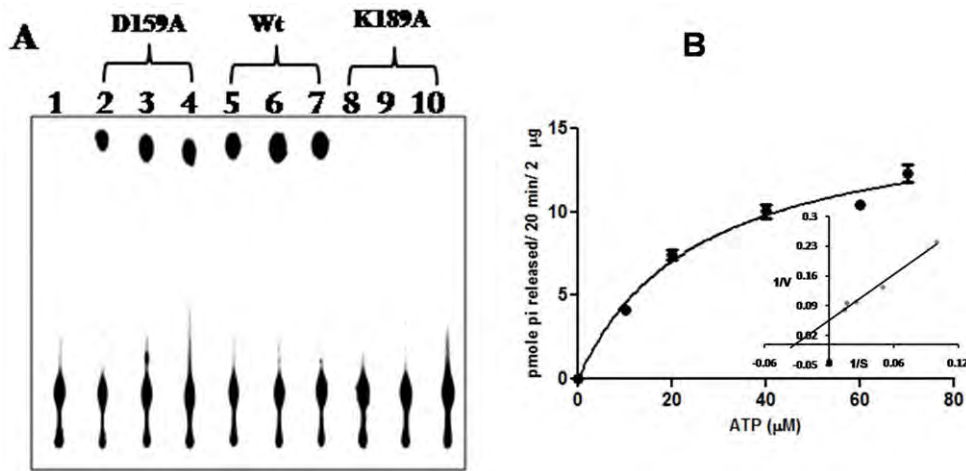 A
D159A Wt K189A
1 2 3 4 5 6 7 8 9 10
B
pmole pi released/ 20 min/ 2 µg
15
10
5
0
0 20 40 60 80
ATP (µM)
0.3
0.23
0.16
0.09
0.02
-0.05
1/V
-0.06 0 0.06 0.12
1/S